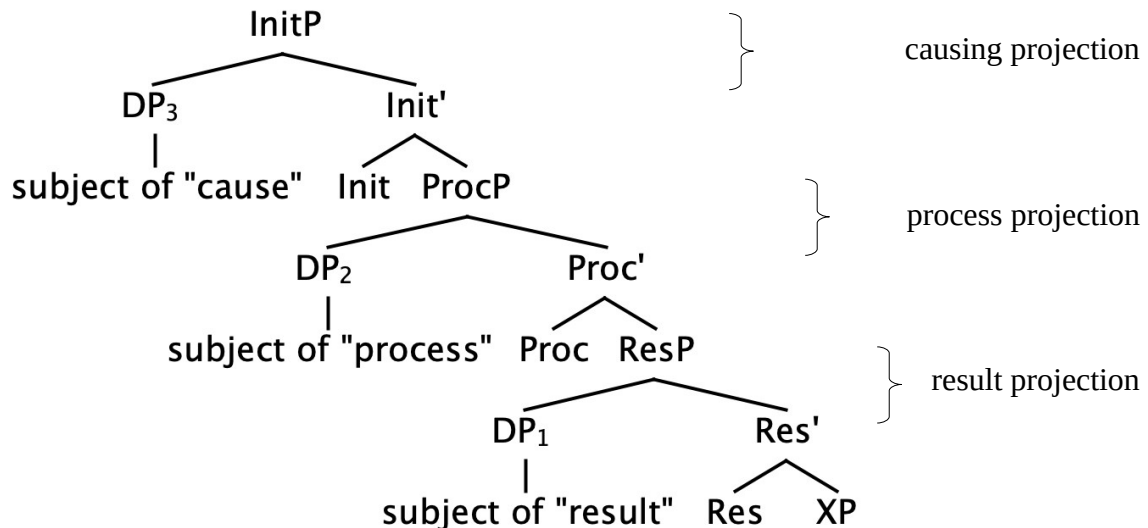 InitP
causing projection
DP₃ Init'
subject of "cause" Init ProcP
process projection
DP₂ Proc'
subject of "process" Proc ResP
result projection
DP₁ Res'
subject of "result" Res XP